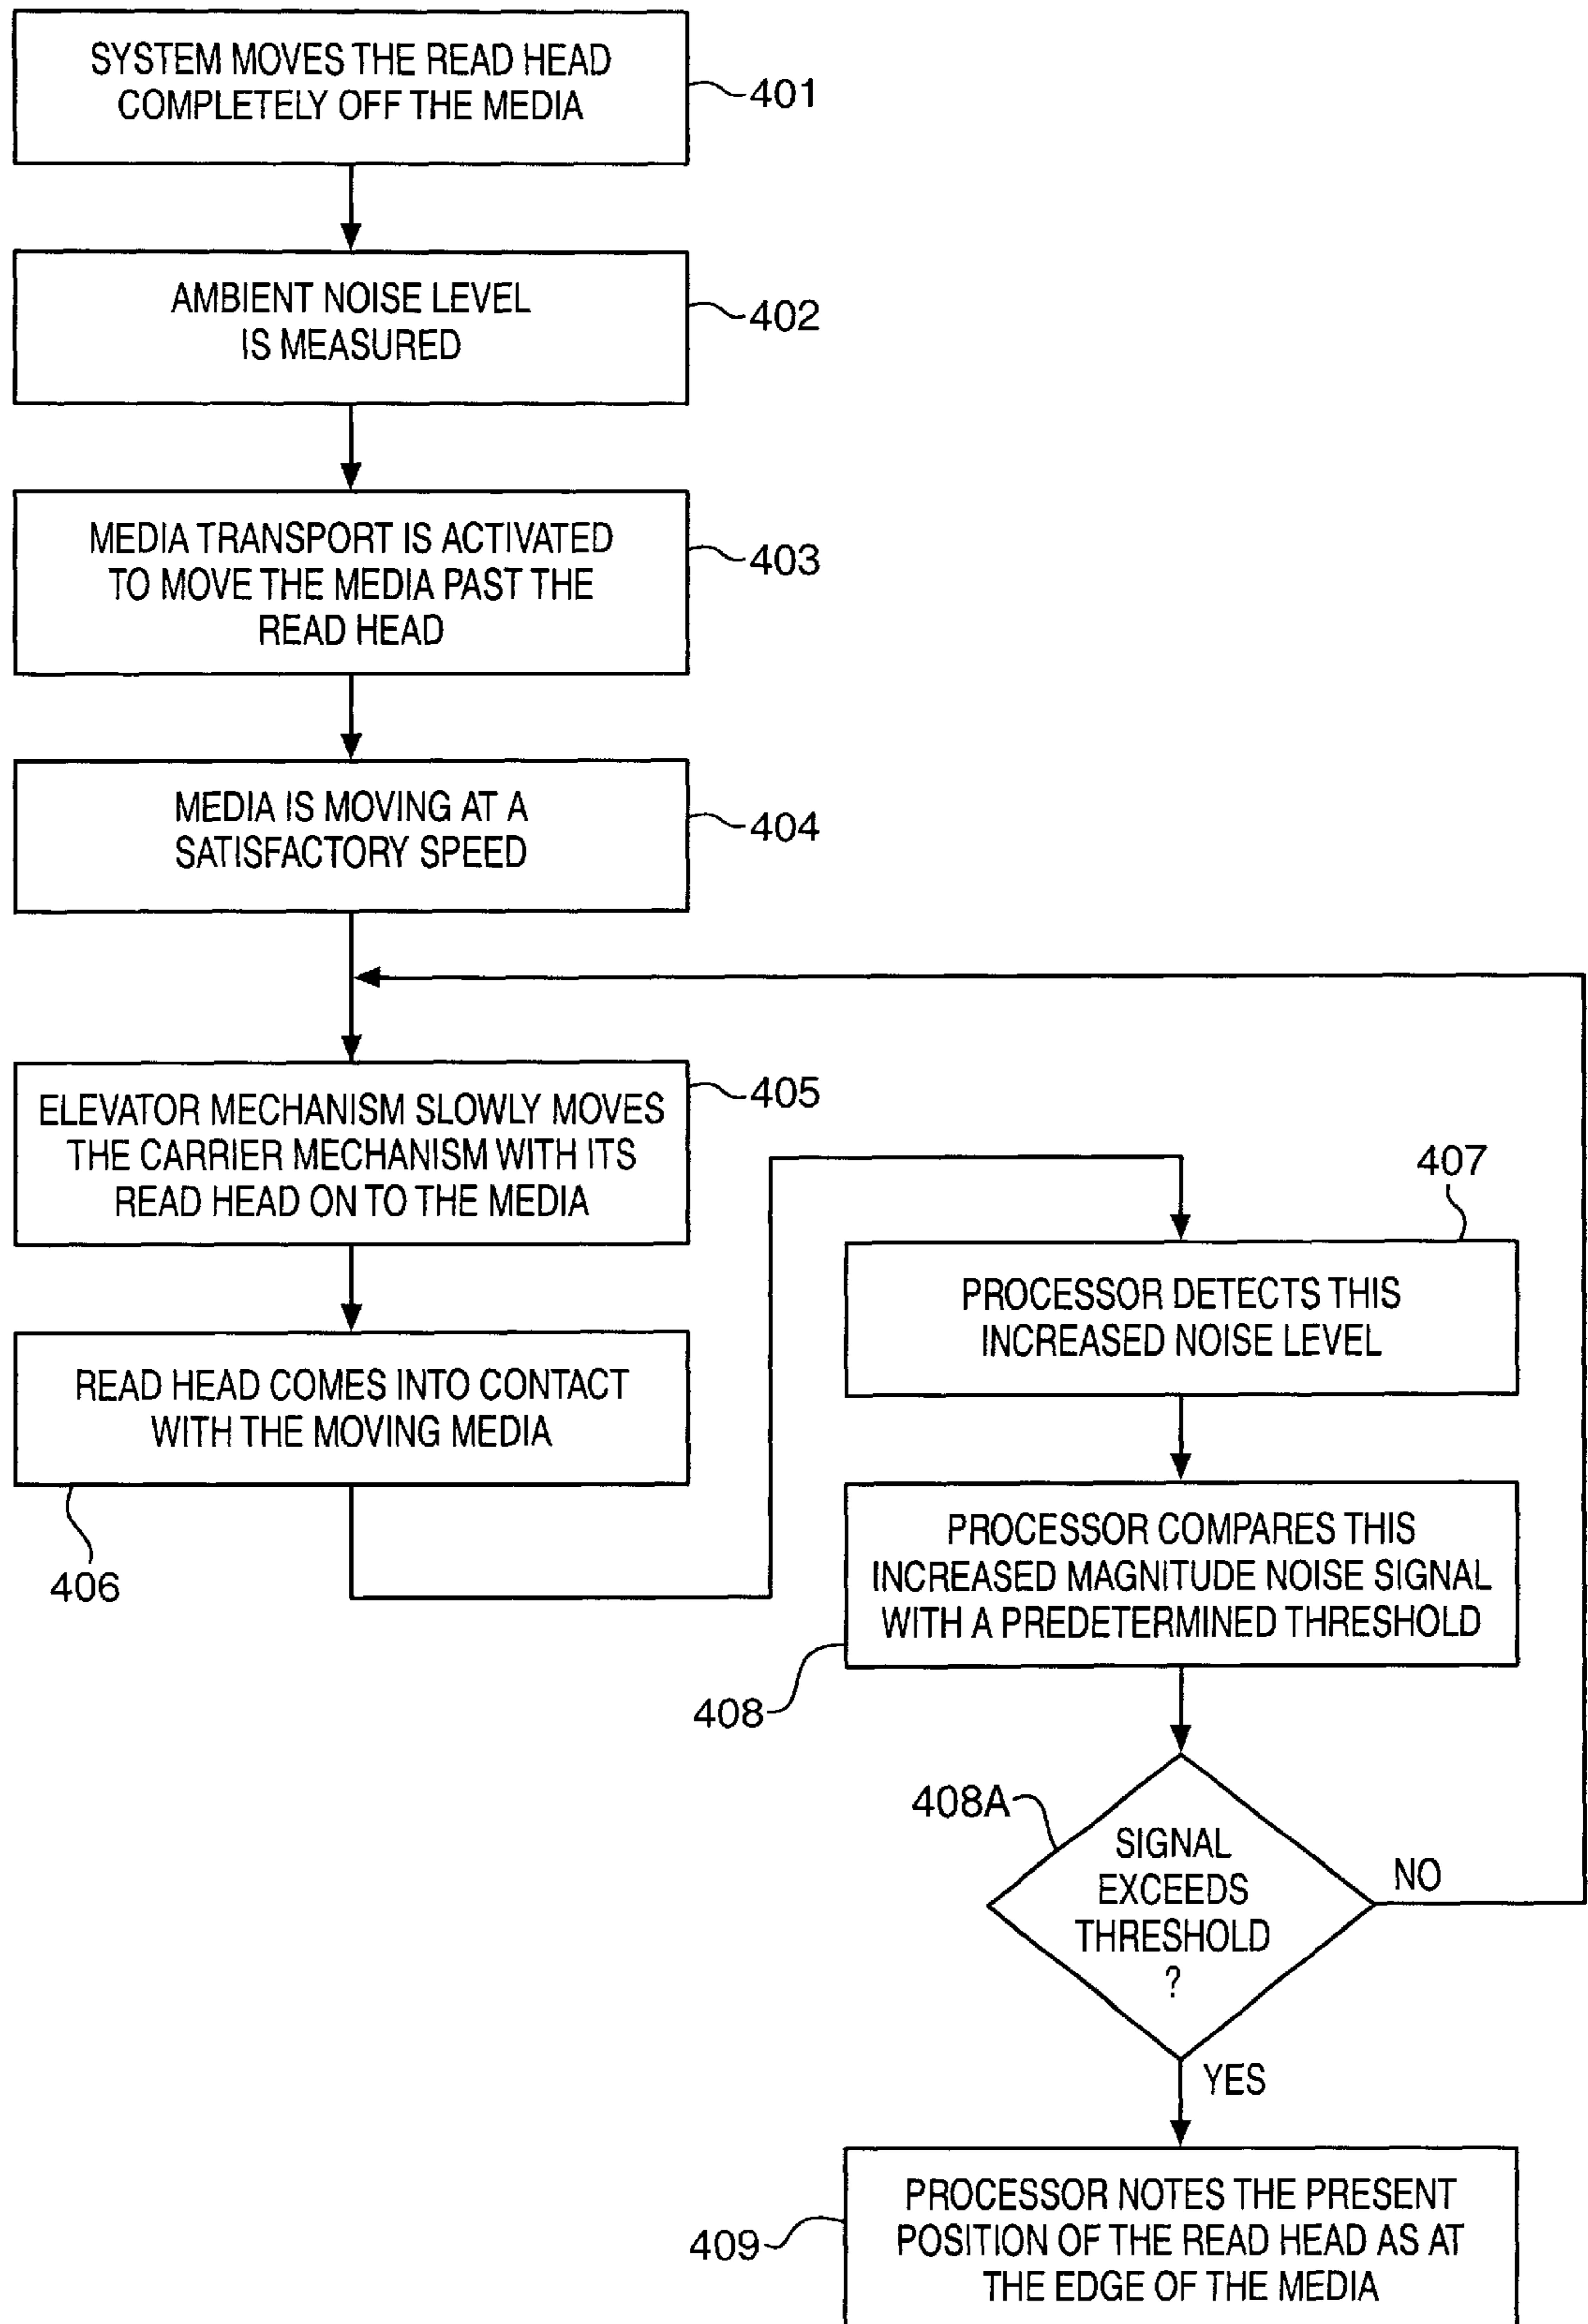 SYSTEM MOVES THE READ HEAD
COMPLETELY OFF THE MEDIA
401
AMBIENT NOISE LEVEL
IS MEASURED
402
MEDIA TRANSPORT IS ACTIVATED
TO MOVE THE MEDIA PAST THE
READ HEAD
403
MEDIA IS MOVING AT A
SATISFACTORY SPEED
404
ELEVATOR MECHANISM SLOWLY MOVES
THE CARRIER MECHANISM WITH ITS
READ HEAD ON TO THE MEDIA
405
READ HEAD COMES INTO CONTACT
WITH THE MOVING MEDIA
406
407
PROCESSOR DETECTS THIS
INCREASED NOISE LEVEL
PROCESSOR COMPARES THIS
INCREASED MAGNITUDE NOISE SIGNAL
WITH A PREDETERMINED THRESHOLD
408
408A
SIGNAL
EXCEEDS
THRESHOLD
?
NO
YES
PROCESSOR NOTES THE PRESENT
POSITION OF THE READ HEAD AS AT
THE EDGE OF THE MEDIA
409